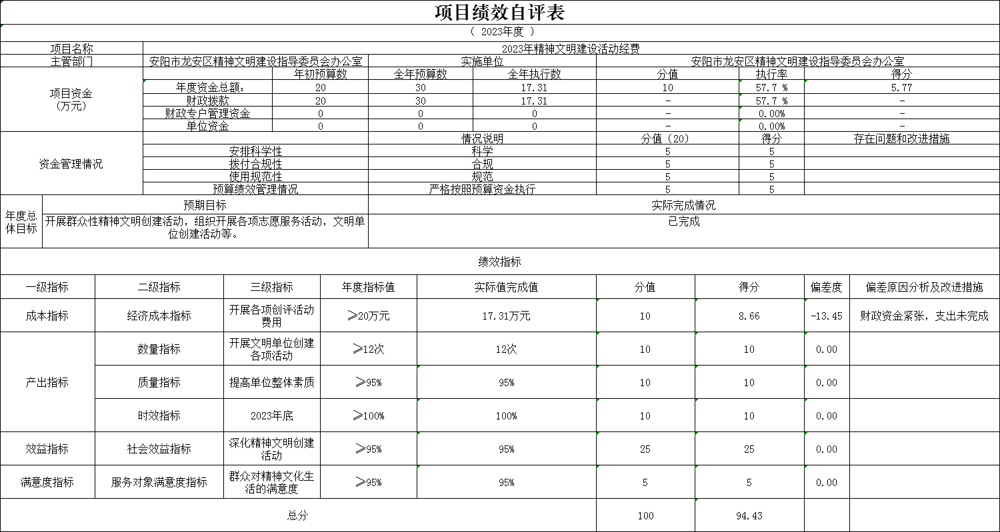 项目绩效自评表
（ 2023年度 ）
项目名称 2023年精神文明建设活动经费
主管部门 安阳市龙安区精神文明建设指导委员会办公室 实施单位 安阳市龙安区精神文明建设指导委员会办公室
项目资金
(万元)
年初预算数 全年预算数 全年执行数 分值 执行率 得分
年度资金总额： 20 30 17.31 10 57.7 % 5.77
财政拨款 20 30 17.31 - 57.7 % -
财政专户管理资金 0 0 0 - 0.00% -
单位资金 0 0 0 - 0.00% -
资金管理情况
情况说明 分值（20） 得分 存在问题和改进措施
安排科学性 科学 5 5
拨付合规性 合规 5 5
使用规范性 规范 5 5
预算绩效管理情况 严格按照预算资金执行 5 5
年度总
体目标
预期目标 实际完成情况
开展群众性精神文明创建活动，组织开展各项志愿服务活动，文明单
位创建活动等。
已完成
绩效指标
一级指标 二级指标 三级指标 年度指标值 实际值完成值 分值 得分 偏差度 偏差原因分析及改进措施
成本指标 经济成本指标 开展各项创评活动
费用
≥20万元 17.31万元 10 8.66 -13.45 财政资金紧张，支出未完成
产出指标
数量指标 开展文明单位创建
各项活动
≥12次 12次 10 10 0.00
质量指标 提高单位整体素质 ≥95% 95% 10 10 0.00
时效指标 2023年底 ≥100% 100% 10 10 0.00
效益指标 社会效益指标 深化精神文明创建
活动
≥95% 95% 25 25 0.00
满意度指标 服务对象满意度指标 群众对精神文化生
活的满意度
≥95% 95% 5 5 0.00
总分 100 94.43